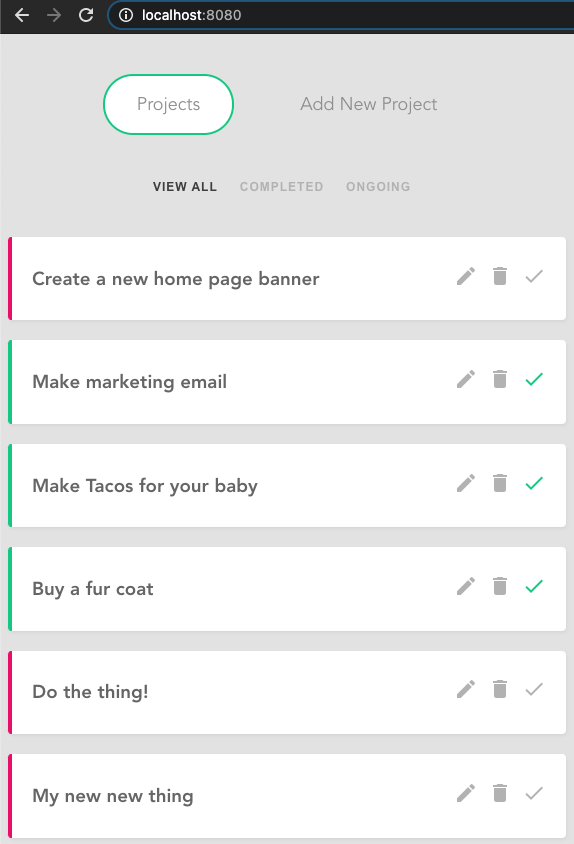 localhost:8080
Projects Add New Project
VIEW ALL COMPLETED ONGOING
Create a new home page banner
Make marketing email
Make Tacos for your baby
Buy a fur coat
Do the thing!
My new new thing